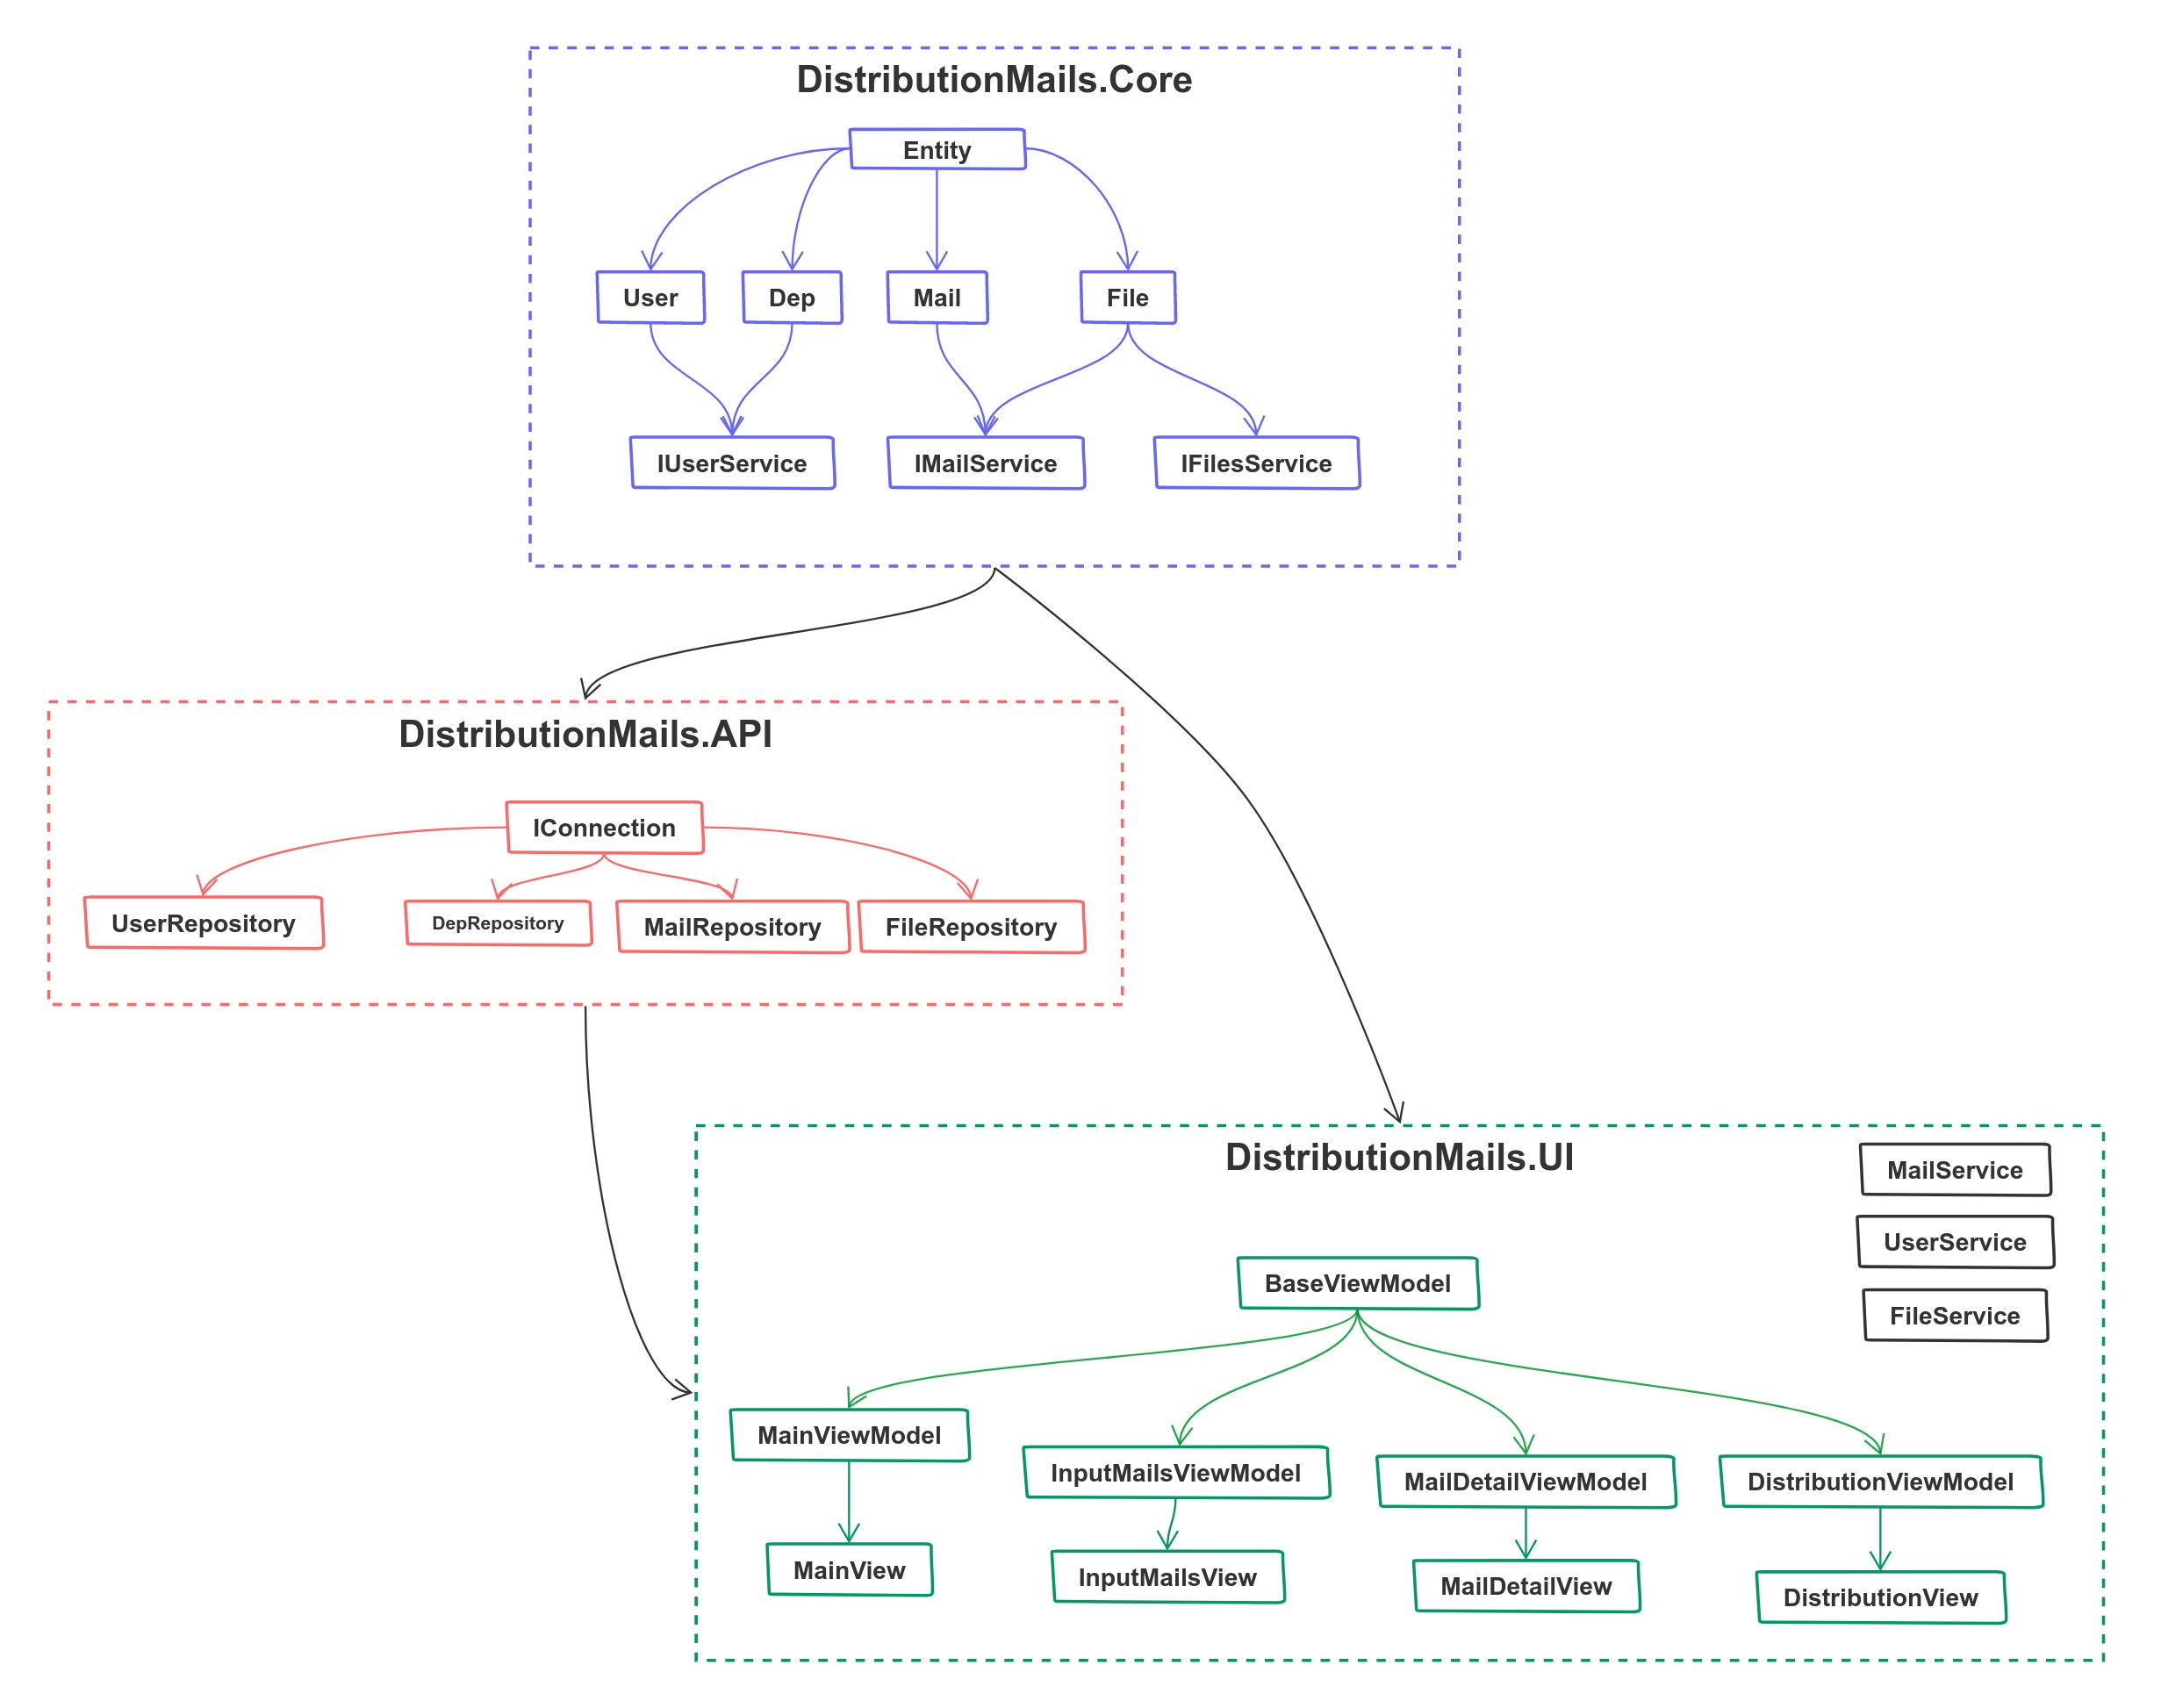 DistributionMails.Core
Entity
User
Dep
Mail
File
IUserService
IMailService
IFilesService
DistributionMails.API
IConnection
UserRepository
DepRepository
MailRepository
FileRepository
DistributionMails.UI
MailService
UserService
FileService
BaseViewModel
MainViewModel
InputMailsViewModel
MailDetailViewModel
DistributionViewModel
MainView
InputMailsView
MailDetailView
DistributionView